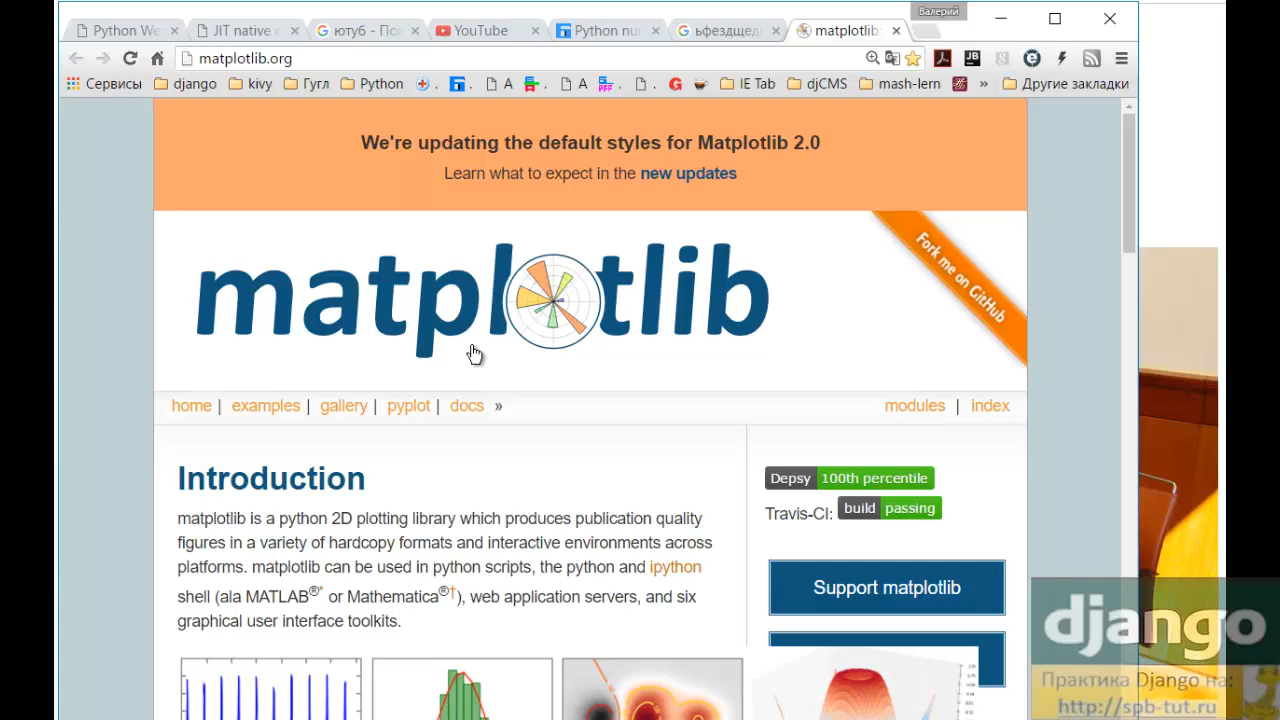 Валерий
Python We
JIT native
ютуб - По
YouTube
Python nu
ьфездщед
matplotlib
matplotlib.org
Сервисы
django
kivy
Гугл
Python
A
A
G
IE Tab
djCMS
mash-lern
»
Другие закладки
We're updating the default styles for Matplotlib 2.0
Learn what to expect in the new updates
matplotlib
Fork me on GitHub
home | examples | gallery | pyplot | docs »
modules | index
Introduction
matplotlib is a python 2D plotting library which produces publication quality
figures in a variety of hardcopy formats and interactive environments across
platforms. matplotlib can be used in python scripts, the python and ipython
shell (ala MATLAB®* or Mathematica®†), web application servers, and six
graphical user interface toolkits.
Depsy 100th percentile
Travis-CI: build passing
Support matplotlib
django
Практика Django на:
http://spb-tut.ru